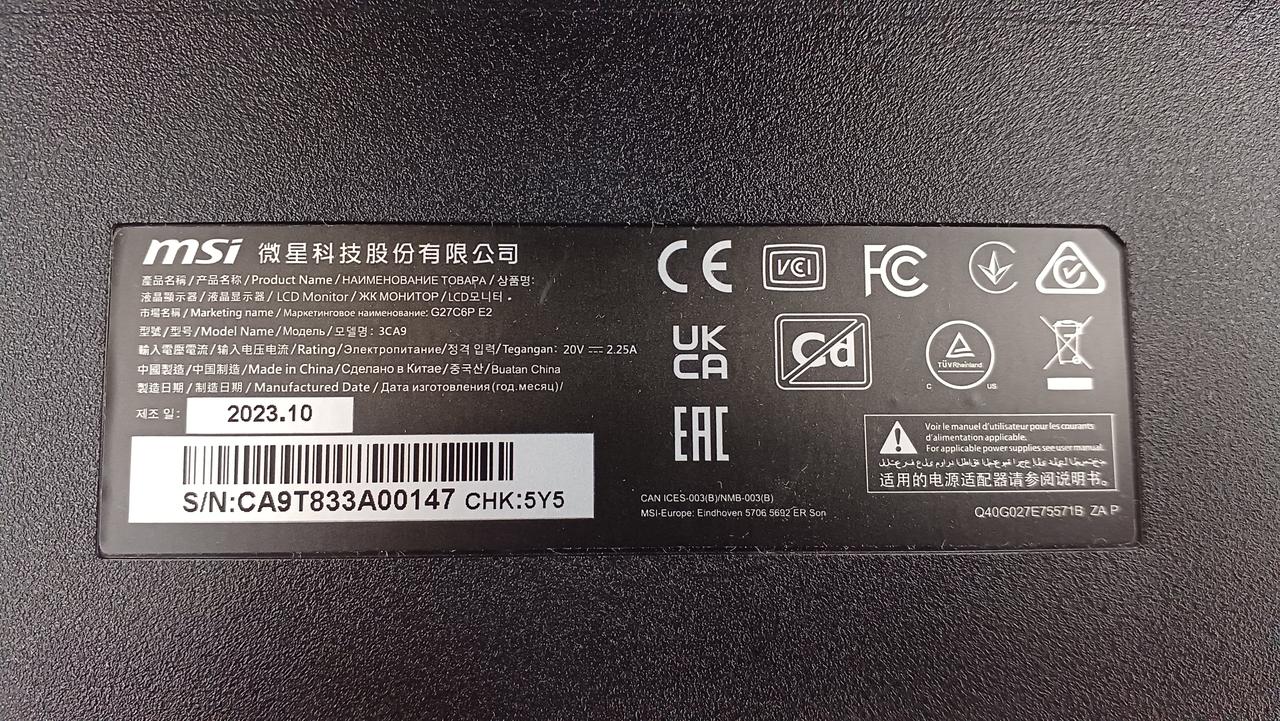 msi 微星科技股份有限公司
產品名稱 / 产品名称 / Product Name / НАИМЕНОВАНИЕ ТОВАРА / 상품명:
液晶顯示器 / 液晶显示器 / LCD Monitor / ЖК МОНИТОР / LCD모니터 .
市場名稱 / Marketing name / Маркетинговое наименование: G27C6P E2
型號 / 型号 / Model Name / Модель / 모델명 : 3CA9
輸入電壓電流/输入电压电流/Rating/Электропитание/정격 입력/Tegangan: 20V ⎓ 2.25A
中國製造/中国制造/Made in China/Сделано в Китае/중국산/Buatan China
製造日期 / 制造日期 / Manufactured Date / Дата изготовления(год.месяц)/
제조 일: 2023.10
S/N:CA9T833A00147 CHK:5Y5
CE VCI FC
UK
CA
Cd
TÜVRheinland
C US
EAC
Voir le manuel d'utilisateur pour les courants
d'alimentation applicable.
For applicable power supplies see user manual.
适用的电源适配器请参阅说明书。
CAN ICES-003(B)/NMB-003(B)
MSI-Europe: Eindhoven 5706 5692 ER Son
Q40G027E75571B ZA P